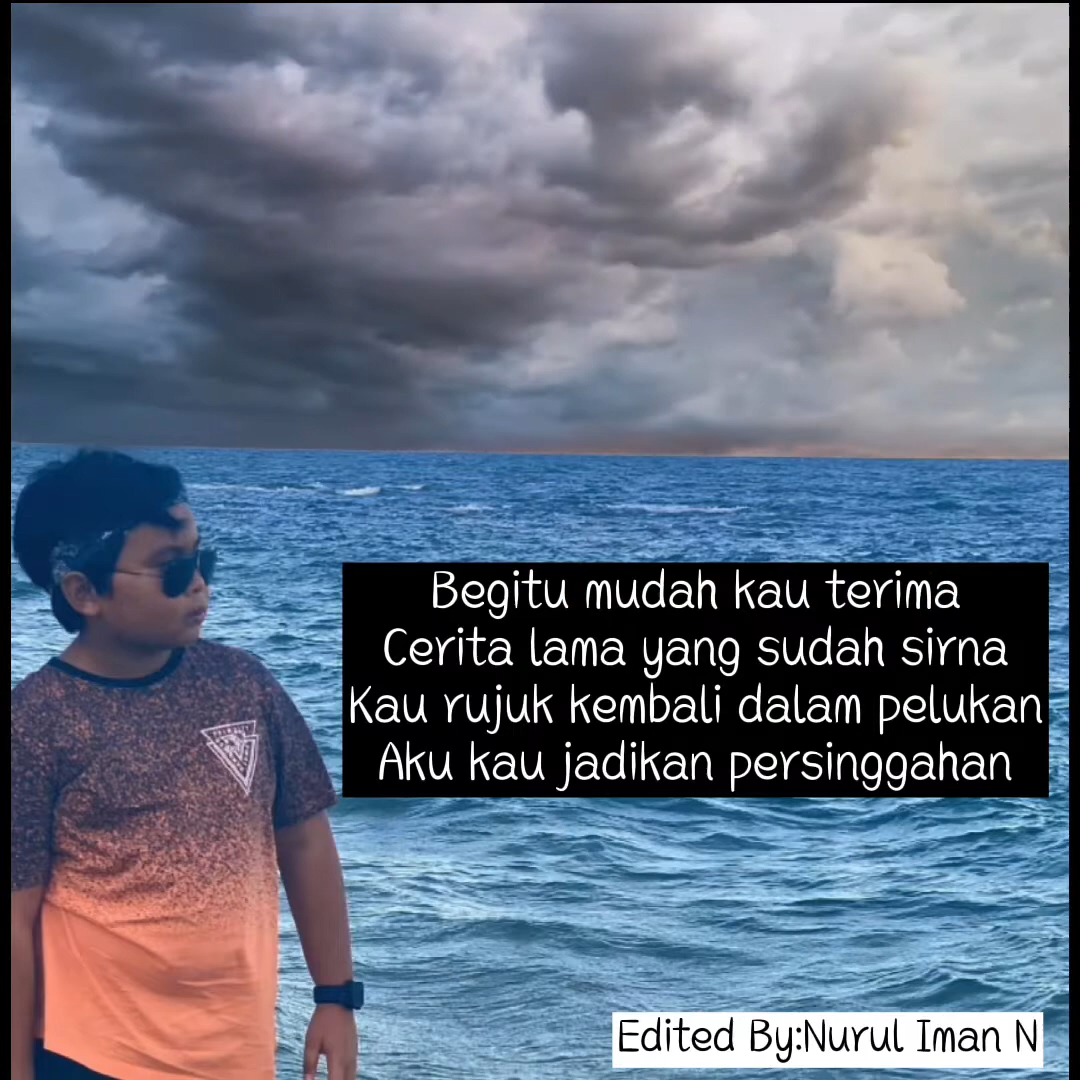 Begitu mudah kau terima
Cerita lama yang sudah sirna
Kau rujuk kembali dalam pelukan
Aku kau jadikan persinggahan
Edited By:Nurul Iman N